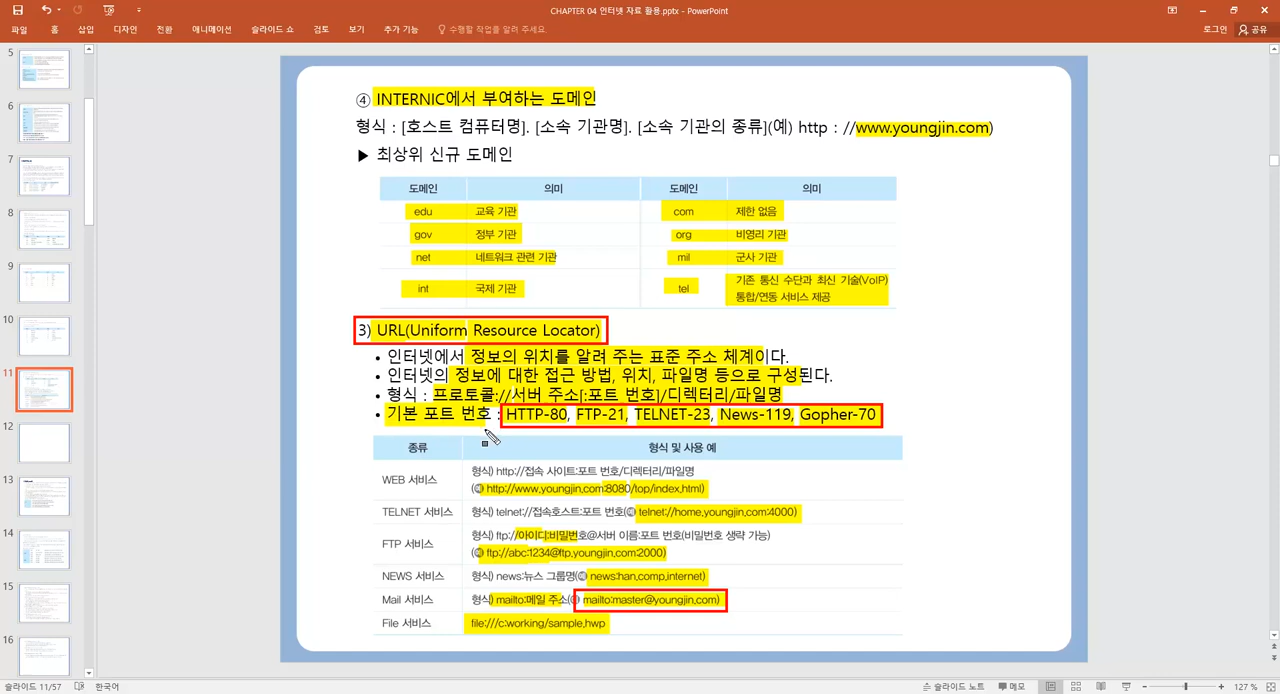 CHAPTER 04 인터넷 자료 활용.pptx - PowerPoint
파일 홈 삽입 디자인 전환 애니메이션 슬라이드 쇼 검토 보기 추가 기능 수행할 작업을 알려 주세요. 로그인 공유
5
6
7
8
9
10
11
12
13
14
15
16
④ INTERNIC에서 부여하는 도메인
형식 : [호스트 컴퓨터명]. [소속 기관명]. [소속 기관의 종류](예) http : //www.youngjin.com)
▶ 최상위 신규 도메인
도메인 의미 도메인 의미
edu 교육 기관 com 제한 없음
gov 정부 기관 org 비영리 기관
net 네트워크 관련 기관 mil 군사 기관
int 국제 기관 tel 기존 통신 수단과 최신 기술(VoIP)
통합/연동 서비스 제공
3) URL(Uniform Resource Locator)
• 인터넷에서 정보의 위치를 알려 주는 표준 주소 체계이다.
• 인터넷의 정보에 대한 접근 방법, 위치, 파일명 등으로 구성된다.
• 형식 : 프로토콜://서버 주소[:포트 번호]/디렉터리/파일명
• 기본 포트 번호 : HTTP-80, FTP-21, TELNET-23, News-119, Gopher-70
종류 형식 및 사용 예
WEB 서비스 형식) http://접속 사이트:포트 번호/디렉터리/파일명
(예 http://www.youngjin.com:8080/top/index.html)
TELNET 서비스 형식) telnet://접속호스트:포트 번호(예 telnet://home.youngjin.com:4000)
FTP 서비스 형식) ftp://아이디:비밀번호@서버 이름:포트 번호(비밀번호 생략 가능)
(예 ftp://abc:1234@ftp.youngjin.com:2000)
NEWS 서비스 형식) news:뉴스 그룹명(예 news:han.comp.internet)
Mail 서비스 형식) mailto:메일 주소(예 mailto:master@youngjin.com)
File 서비스 file:///c:working/sample.hwp
슬라이드 11/57 한국어 슬라이드 노트 메모 127 %